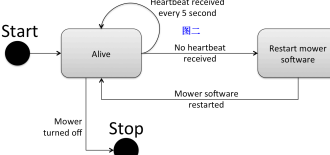 Heartbeat received
every 5 second
Start
图二
Alive
No heartbeat
received
Restart mower
software
Mower software
restarted
Mower
turned off
Stop